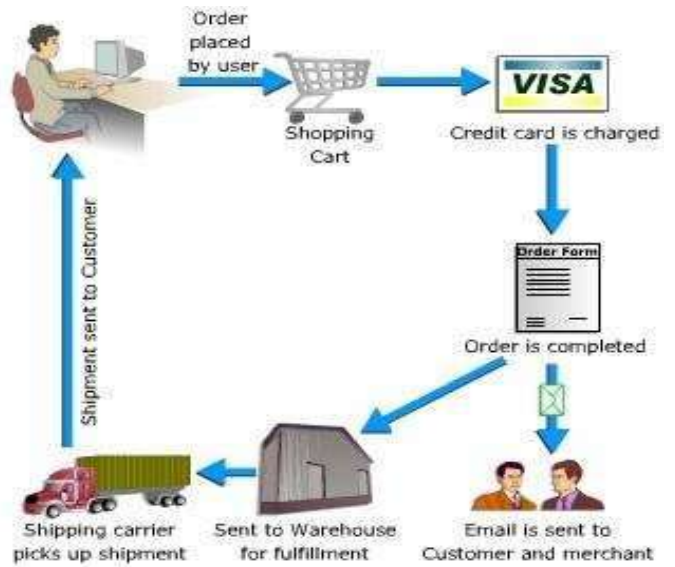 Order
placed
by user
Shopping
Cart
VISA
Credit card is charged
Order Form
Order is completed
Email is sent to
Customer and merchant
Sent to Warehouse
for fulfillment
Shipping carrier
picks up shipment
Shipment sent to Customer